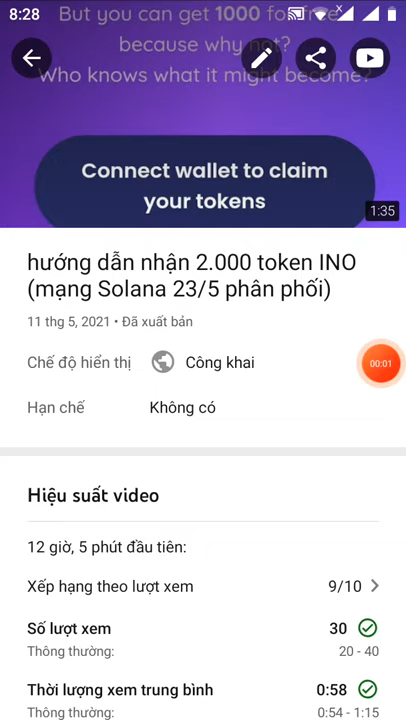 8:28
But you can get 1000 for free
because why not?
Who knows what it might become?
Connect wallet to claim
your tokens
1:35
hướng dẫn nhận 2.000 token INO
(mạng Solana 23/5 phân phối)
11 thg 5, 2021 • Đã xuất bản
Chế độ hiển thị Công khai
00:01
Hạn chế Không có
Hiệu suất video
12 giờ, 5 phút đầu tiên:
Xếp hạng theo lượt xem 9/10
Số lượt xem 30
Thông thường: 20 - 40
Thời lượng xem trung bình 0:58
Thông thường: 0:54 - 1:15